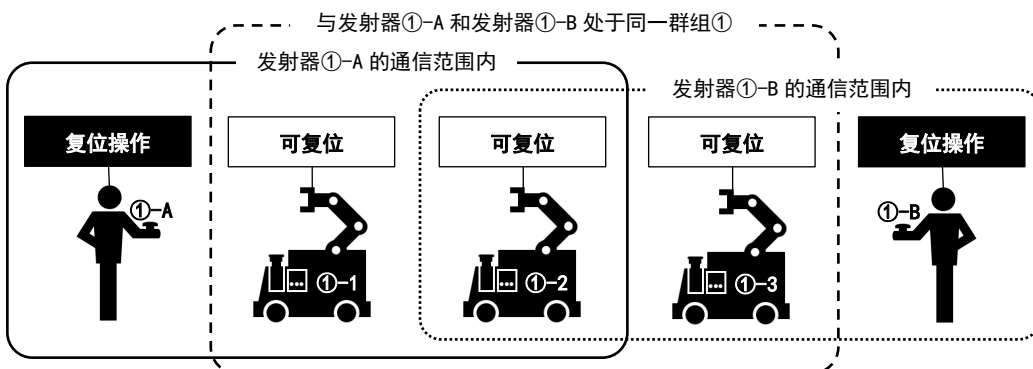 与发射器①-A 和发射器①-B 处于同一群组①
发射器①-A 的通信范围内
发射器①-B 的通信范围内
复位操作
可复位
可复位
可复位
复位操作
①-A
①-B
①-1
①-2
①-3